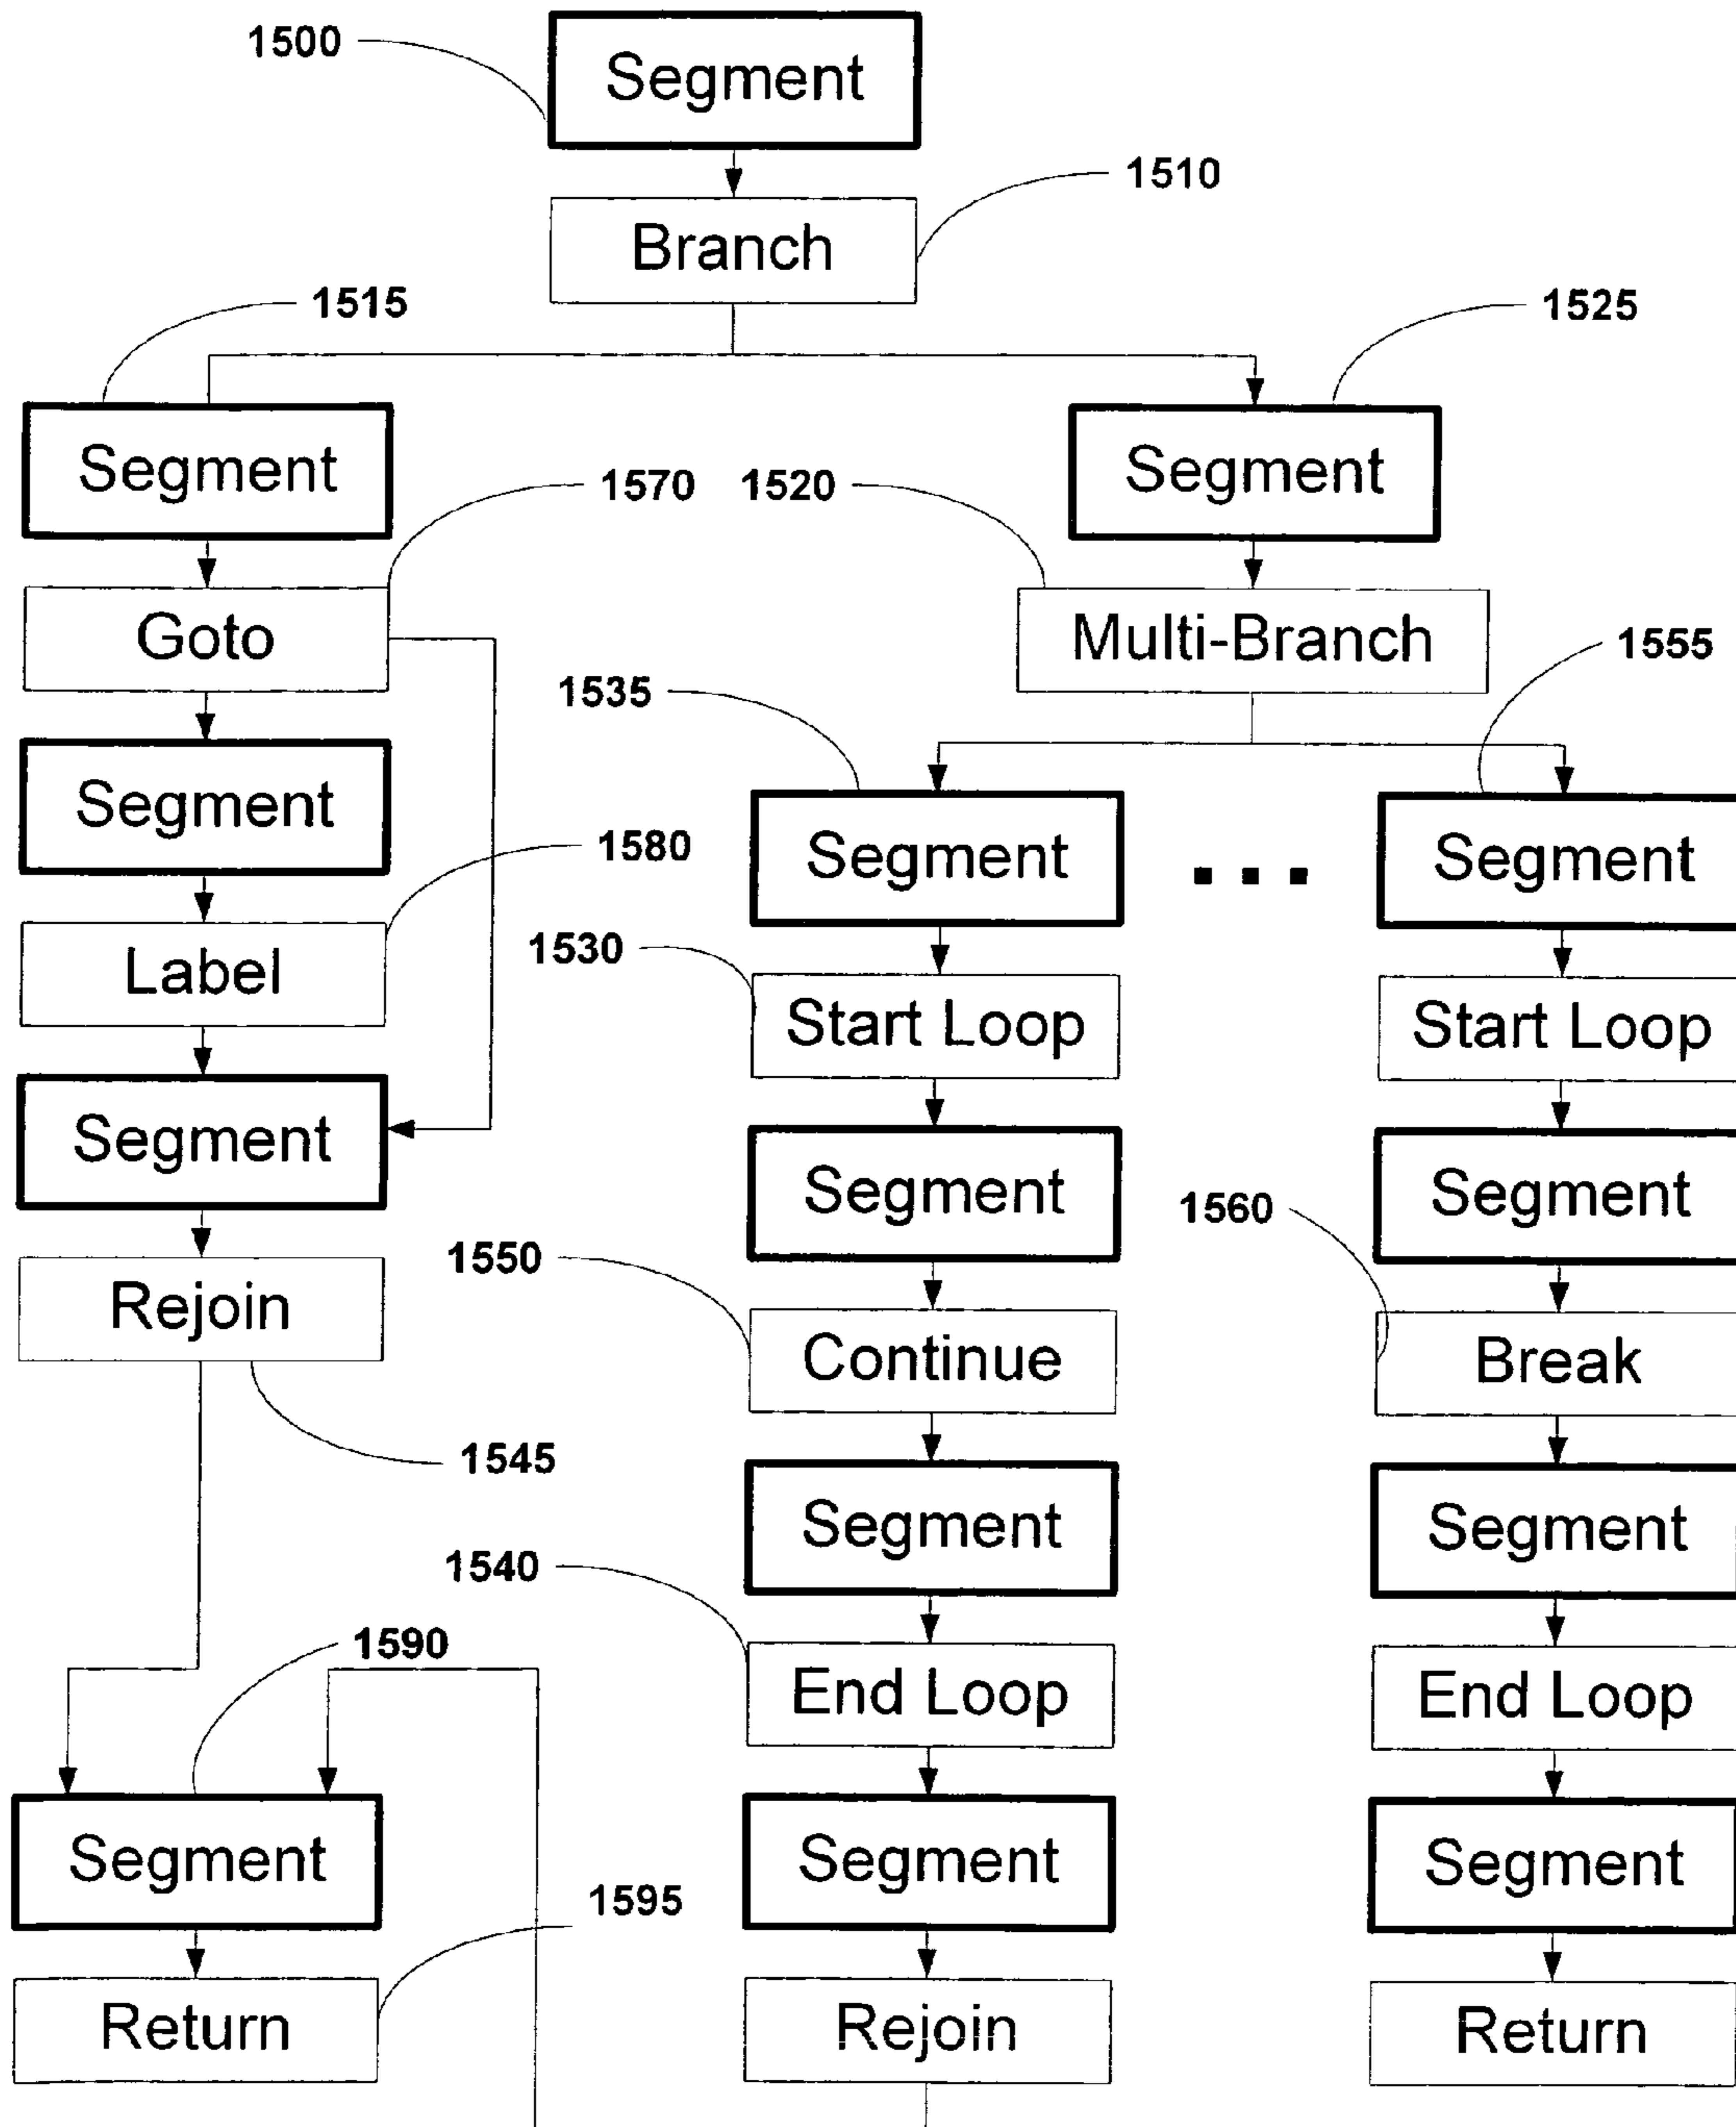 1500
Segment
1510
Branch
1515
1525
Segment
Segment
1570
1520
Goto
Multi-Branch
1555
1535
Segment
Segment
...
Segment
1580
Label
1530
Start Loop
Start Loop
Segment
Segment
Segment
1560
1550
Rejoin
Continue
Break
1545
Segment
Segment
1540
1590
End Loop
End Loop
Segment
Segment
Segment
1595
Return
Rejoin
Return